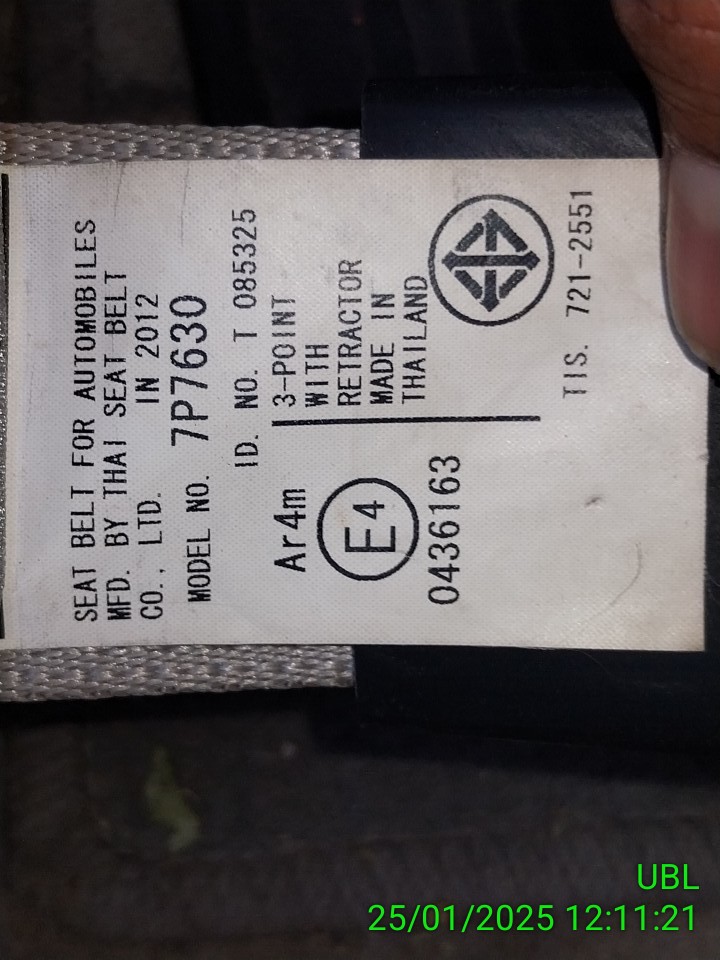 SEAT BELT FOR AUTOMOBILES
MFD. BY THAI SEAT BELT
CO., LTD. IN 2012
MODEL NO. 7P7630
ID. NO. T 085325
Ar4m
E4
0436163
3-POINT
WITH
RETRACTOR
MADE IN
THAILAND
TIS. 721-2551
UBL
25/01/2025 12:11:21